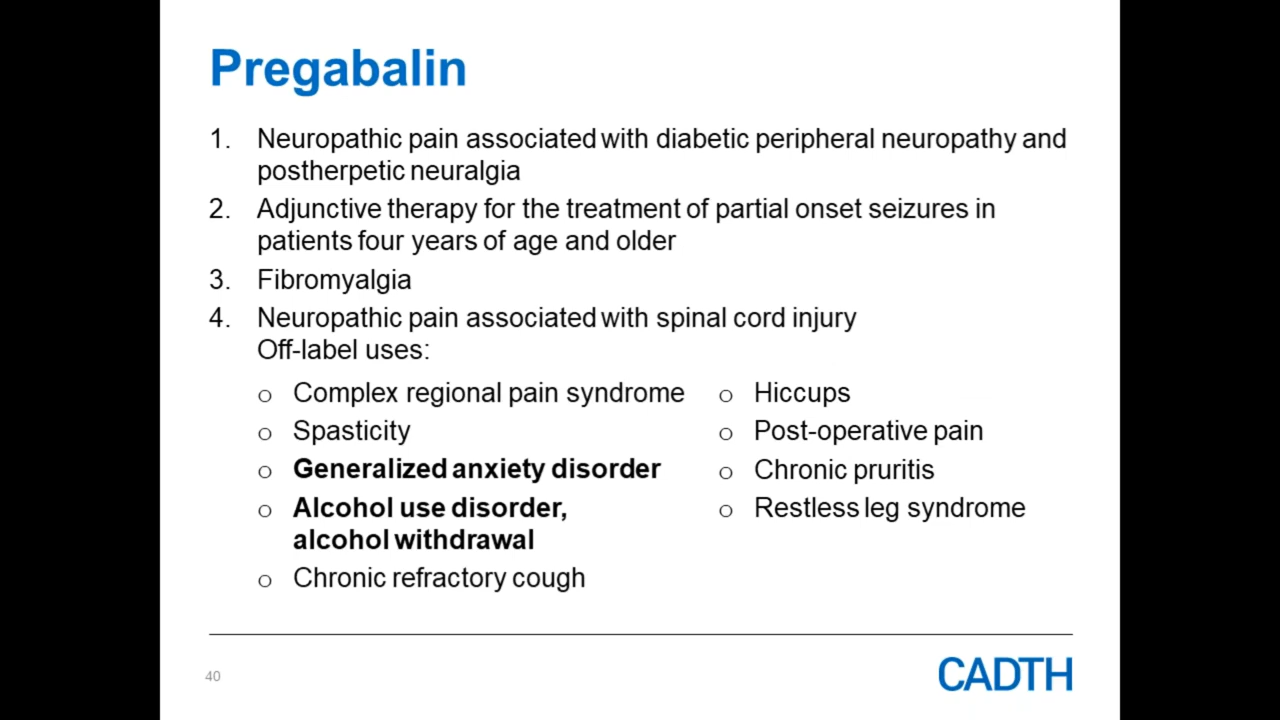 Pregabalin
1. Neuropathic pain associated with diabetic peripheral neuropathy and
postherpetic neuralgia
2. Adjunctive therapy for the treatment of partial onset seizures in
patients four years of age and older
3. Fibromyalgia
4. Neuropathic pain associated with spinal cord injury
Off-label uses:
o Complex regional pain syndrome
o Spasticity
o Generalized anxiety disorder
o Alcohol use disorder,
alcohol withdrawal
o Chronic refractory cough
o Hiccups
o Post-operative pain
o Chronic pruritis
o Restless leg syndrome
40
CADTH